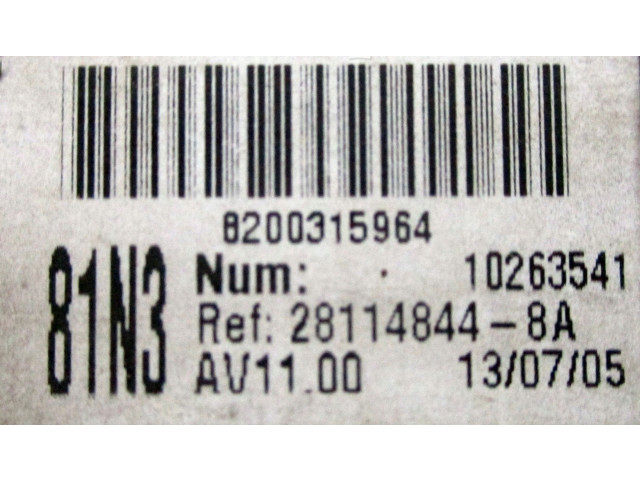 8200315964
81N3
Num: 10263541
Ref: 28114844-8A
AV11.00 13/07/05